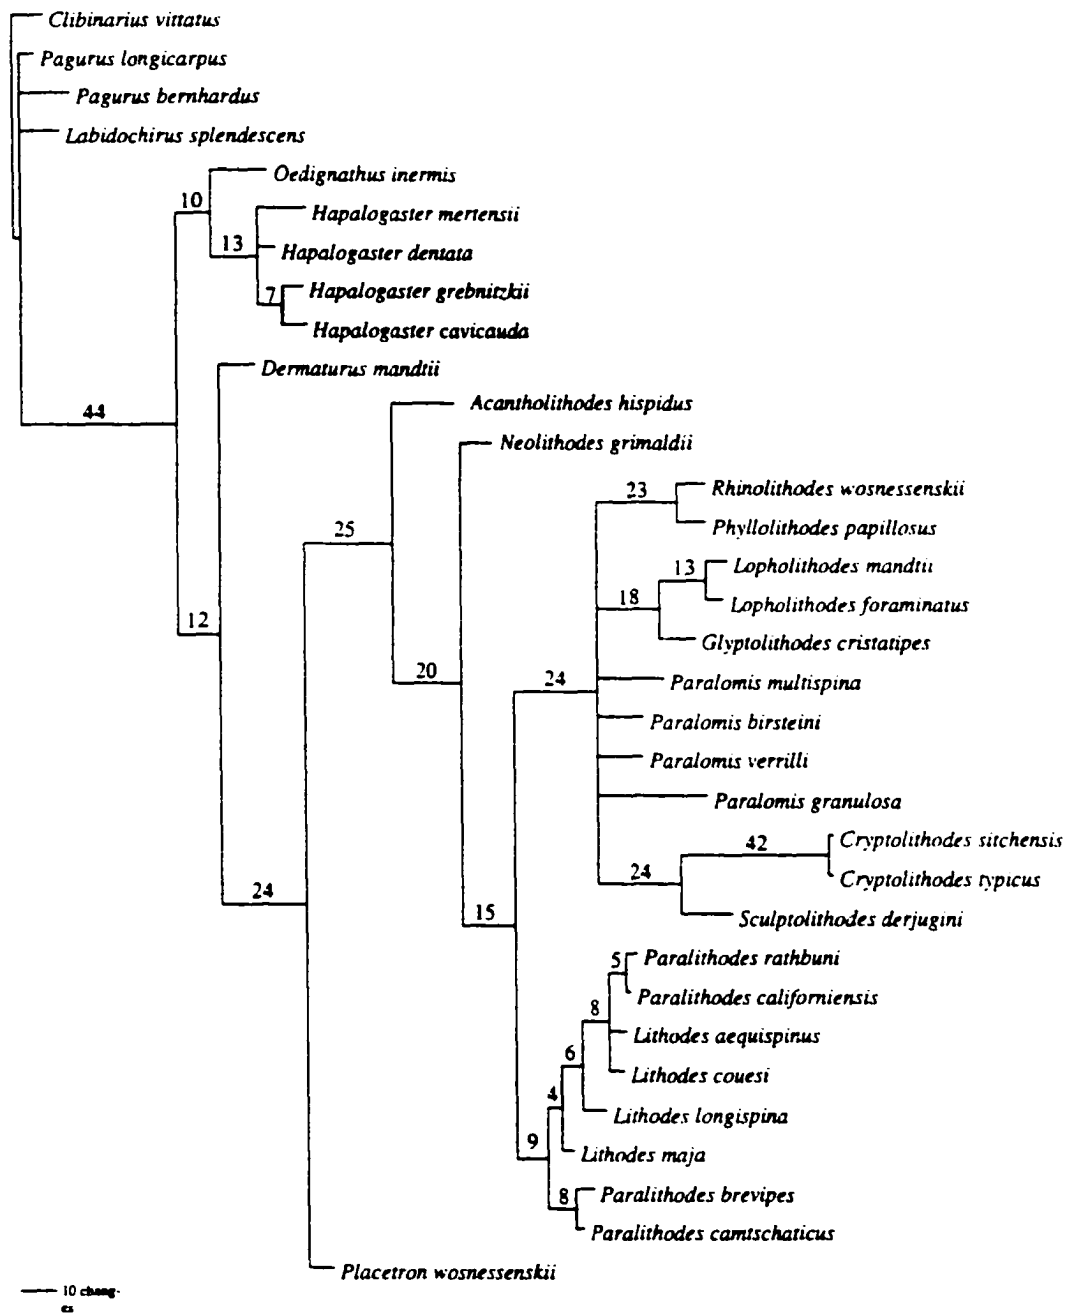 Clibinarius vittatus
Pagurus longicarpus
Pagurus bernhardus
Labidochirus splendescens
Oedignathus inermis
10
Hapalogaster mertensii
13
Hapalogaster dentata
Hapalogaster grebnitzkii
7
Hapalogaster cavicauda
Dermaturus mandtii
Acantholithodes hispidus
44
Neolithodes grimaldii
Rhinolithodes wosnessenskii
23
Phyllolithodes papillosus
25
Lopholithodes mandtii
13
Lopholithodes foraminatus
18
12
Glyptolithodes cristatipes
20
24
Paralomis multispina
Paralomis birsteini
Paralomis verrilli
Paralomis granulosa
Cryptolithodes sitchensis
42
Cryptolithodes typicus
24
24
Sculptolithodes derjugini
15
Paralithodes rathbuni
5
Paralithodes californiensis
8
Lithodes aequispinus
6
Lithodes couesi
4
Lithodes longispina
9
Lithodes maja
Paralithodes brevipes
8
Paralithodes camtschaticus
Placetron wosnessenskii
10 chang-
es